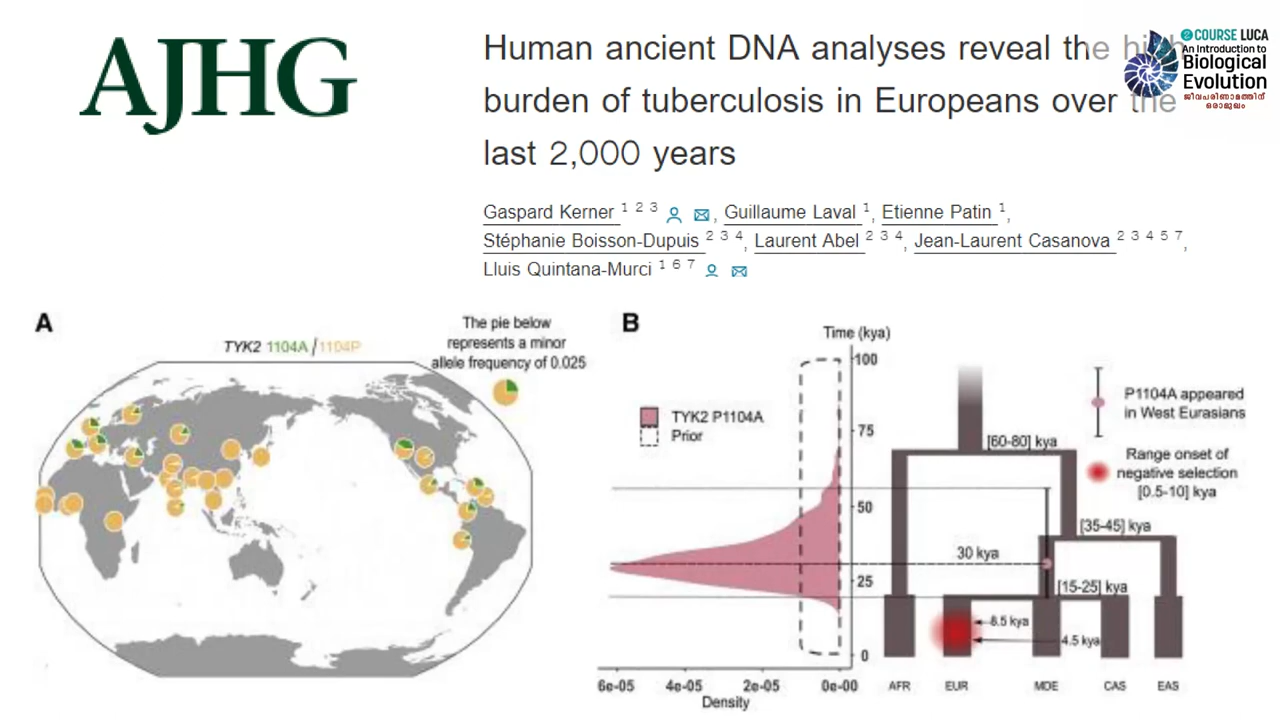 AJHG
Human ancient DNA analyses reveal the high
burden of tuberculosis in Europeans over the
last 2,000 years
COURSE LUCA
An Introduction to
Biological
Evolution
ജീവപരിണാമത്തിന്
ഒരാമുഖം
Gaspard Kerner 1 2 3, Guillaume Laval 1, Etienne Patin 1,
Stéphanie Boisson-Dupuis 2 3 4, Laurent Abel 2 3 4, Jean-Laurent Casanova 2 3 4 5 7,
Lluis Quintana-Murci 1 6 7
A
The pie below
represents a minor
allele frequency of 0.025
TYK2 1104A / 1104P
B
Time (kya)
100
75
50
25
0
TYK2 P1104A
Prior
P1104A appeared
in West Eurasians
Range onset of
negative selection
[0.5-10] kya
[60-80] kya
[35-45] kya
30 kya
[15-25] kya
8.5 kya
4.5 kya
6e-05 4e-05 2e-05 0e-00
Density
AFR EUR MDE CAS EAS